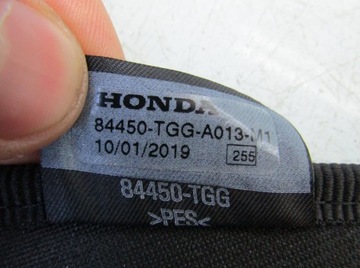 HONDA
84450-TGG-A013-M1
10/01/2019 255
84450-TGG
>PES<